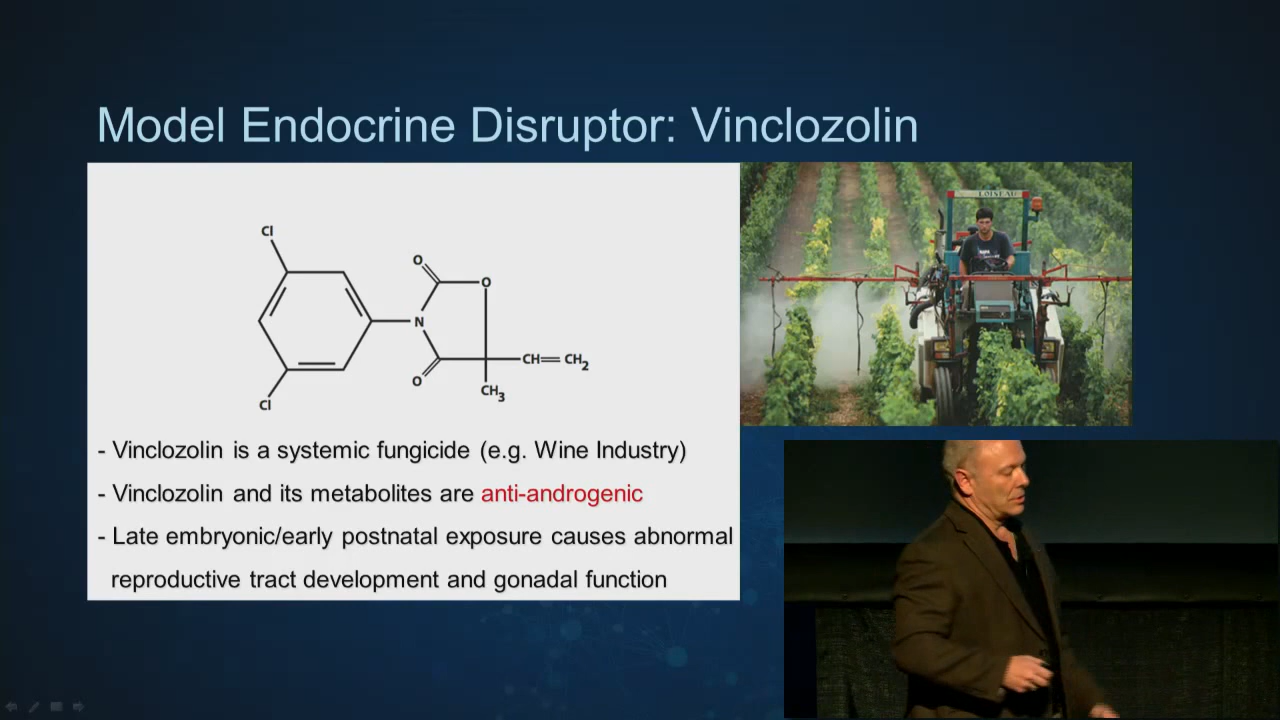 Model Endocrine Disruptor: Vinclozolin
Cl
O
O
N
CH=CH2
O
CH3
Cl
LOISEAU
- Vinclozolin is a systemic fungicide (e.g. Wine Industry)
- Vinclozolin and its metabolites are anti-androgenic
- Late embryonic/early postnatal exposure causes abnormal
reproductive tract development and gonadal function